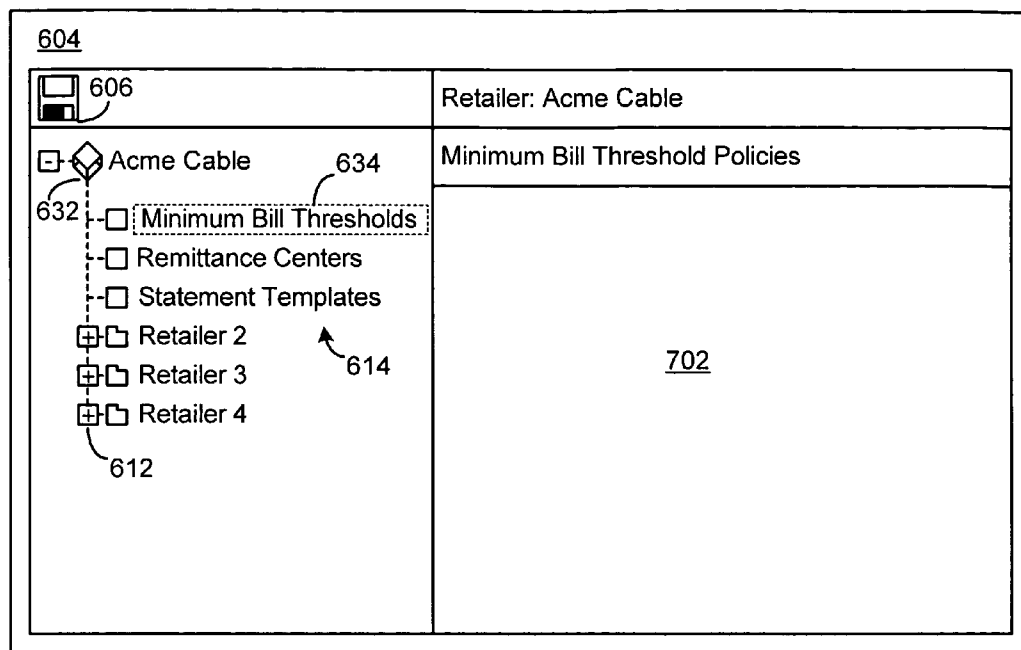 604
606
Retailer: Acme Cable
Acme Cable
634
Minimum Bill Threshold Policies
632
Minimum Bill Thresholds
Remittance Centers
Statement Templates
Retailer 2
614
702
Retailer 3
Retailer 4
612